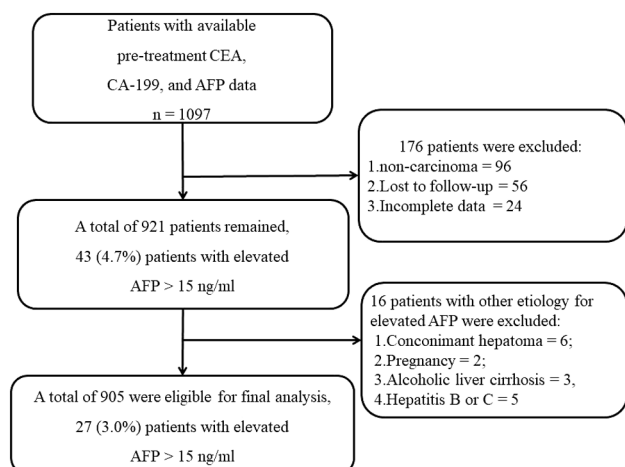 Patients with available
pre-treatment CEA,
CA-199, and AFP data
n = 1097
176 patients were excluded:
1.non-carcinoma = 96
2.Lost to follow-up = 56
3.Incomplete data = 24
A total of 921 patients remained,
43 (4.7%) patients with elevated
AFP > 15 ng/ml
16 patients with other etiology for
elevated AFP were excluded:
1.Conconimant hepatoma = 6;
2.Pregnancy = 2;
3.Alcoholic liver cirrhosis = 3,
4.Hepatitis B or C = 5
A total of 905 were eligible for final analysis,
27 (3.0%) patients with elevated
AFP > 15 ng/ml